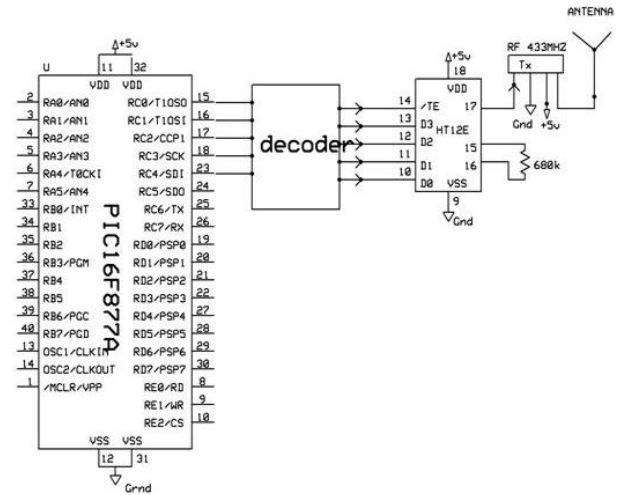 ANTENNA
RF 433MHZ
Tx
Gnd
+5v
+5v
U
11 32
VDD VDD
2 RA0/AN0
3 RA1/AN1
4 RA2/AN2
5 RA3/AN3
6 RA4/T0CKI
7 RA5/AN4
33 RB0/INT
34 RB1
35 RB2
36 RB3/PGM
37 RB4
38 RB5
39 RB6/PGC
40 RB7/PGD
13 OSC1/CLKIN
14 OSC2/CLKOUT
1 /MCLR/VPP
PIC16F877A
RC0/T1OSO 15
RC1/T1OSI 16
RC2/CCP1 17
RC3/SCK 18
RC4/SDI 23
RC5/SDO 24
RC6/TX 25
RC7/RX 26
RD0/PSP0 19
RD1/PSP1 20
RD2/PSP2 21
RD3/PSP3 22
RD4/PSP4 27
RD5/PSP5 28
RD6/PSP6 29
RD7/PSP7 30
RE0/RD 8
RE1/WR 9
RE2/CS 10
VSS VSS
12 31
Grnd
decoder
+5v
18
VDD
14 /TE
13 D3
12 D2
11 D1
10 D0
HT12E
17
15
16
VSS
9
Gnd
680k